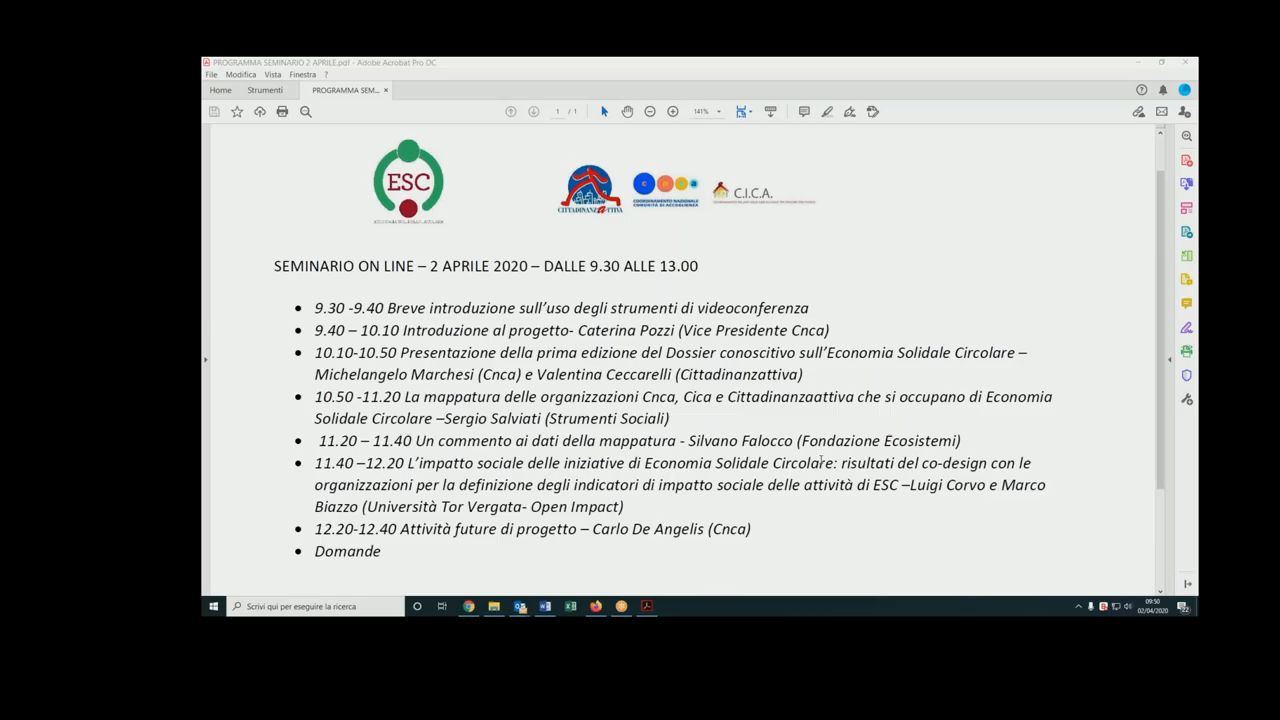 PROGRAMMA SEMINARIO 2 APRILE.pdf - Adobe Acrobat Pro DC
File Modifica Vista Finestra ?
Home Strumenti PROGRAMMA SEM... ×
1 / 1 141%
ESC
CITTADINANZATTIVA
COORDINAMENTO NAZIONALE
COMUNITÀ DI ACCOGLIENZA
C.I.C.A.
SEMINARIO ON LINE – 2 APRILE 2020 – DALLE 9.30 ALLE 13.00
• 9.30 -9.40 Breve introduzione sull’uso degli strumenti di videoconferenza
• 9.40 – 10.10 Introduzione al progetto- Caterina Pozzi (Vice Presidente Cnca)
• 10.10-10.50 Presentazione della prima edizione del Dossier conoscitivo sull’Economia Solidale Circolare –
Michelangelo Marchesi (Cnca) e Valentina Ceccarelli (Cittadinanzattiva)
• 10.50 -11.20 La mappatura delle organizzazioni Cnca, Cica e Cittadinanzaattiva che si occupano di Economia
Solidale Circolare –Sergio Salviati (Strumenti Sociali)
• 11.20 – 11.40 Un commento ai dati della mappatura - Silvano Falocco (Fondazione Ecosistemi)
• 11.40 –12.20 L’impatto sociale delle iniziative di Economia Solidale Circolare: risultati del co-design con le
organizzazioni per la definizione degli indicatori di impatto sociale delle attività di ESC –Luigi Corvo e Marco
Biazzo (Università Tor Vergata- Open Impact)
• 12.20-12.40 Attività future di progetto – Carlo De Angelis (Cnca)
• Domande
Scrivi qui per eseguire la ricerca
09:50
02/04/2020